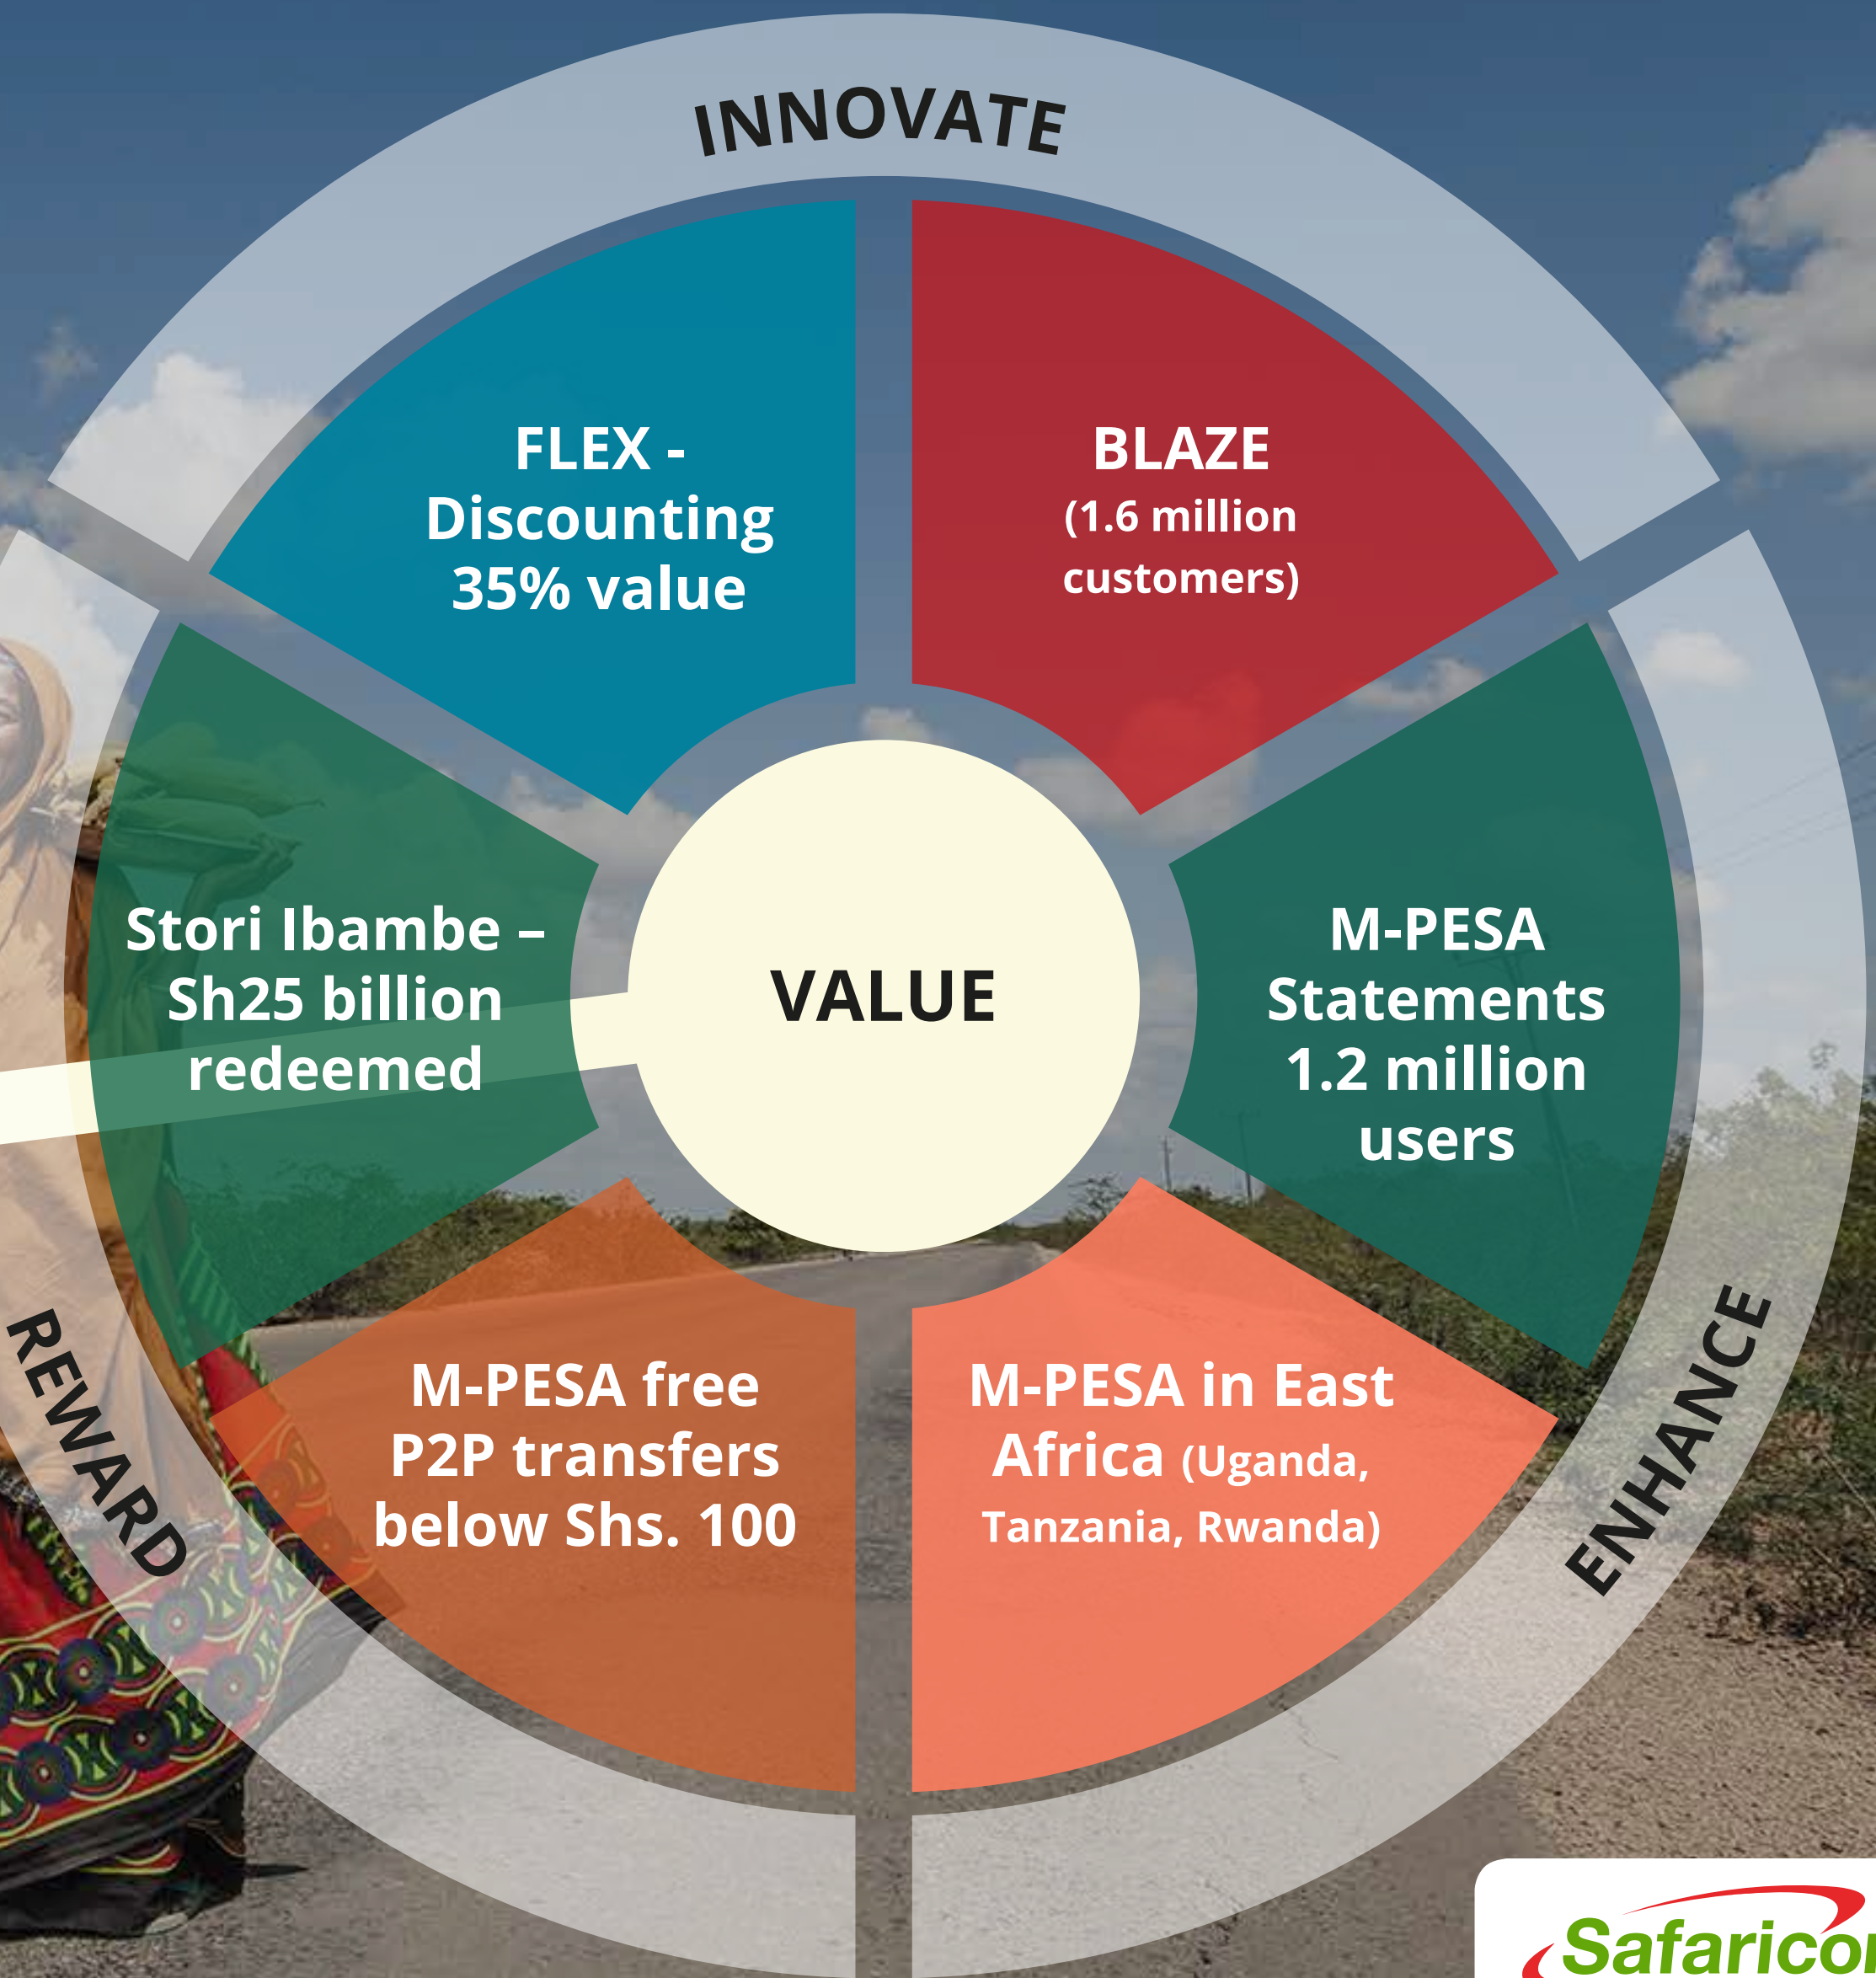 INNOVATE
FLEX -
Discounting
35% value
BLAZE
(1.6 million
customers)
Stori Ibambe –
Sh25 billion
redeemed
VALUE
M-PESA
Statements
1.2 million
users
REWARD
M-PESA free
P2P transfers
below Shs. 100
M-PESA in East
Africa (Uganda,
Tanzania, Rwanda)
ENHANCE